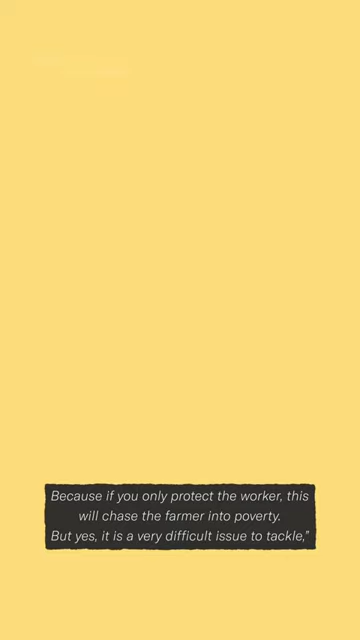 Because if you only protect the worker, this
will chase the farmer into poverty.
But yes, it is a very difficult issue to tackle,”